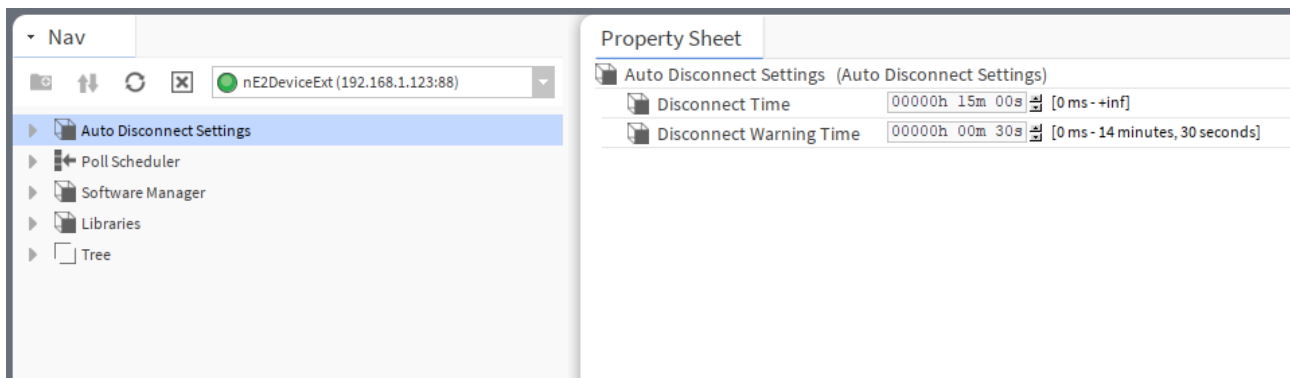 Nav
nE2DeviceExt (192.168.1.123:88)
Auto Disconnect Settings
Poll Scheduler
Software Manager
Libraries
Tree
Property Sheet
Auto Disconnect Settings (Auto Disconnect Settings)
Disconnect Time 00000h 15m 00s [0 ms - +inf]
Disconnect Warning Time 00000h 00m 30s [0 ms - 14 minutes, 30 seconds]